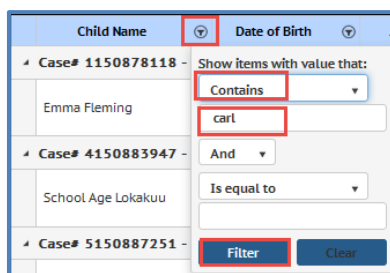 Child Name Date of Birth
Case# 1150878118 - Show items with value that:
Contains
Emma Fleming
carl
Case# 4150883947 - And
School Age Lokakuu Is equal to
Case# 5150887251 - Filter Clear